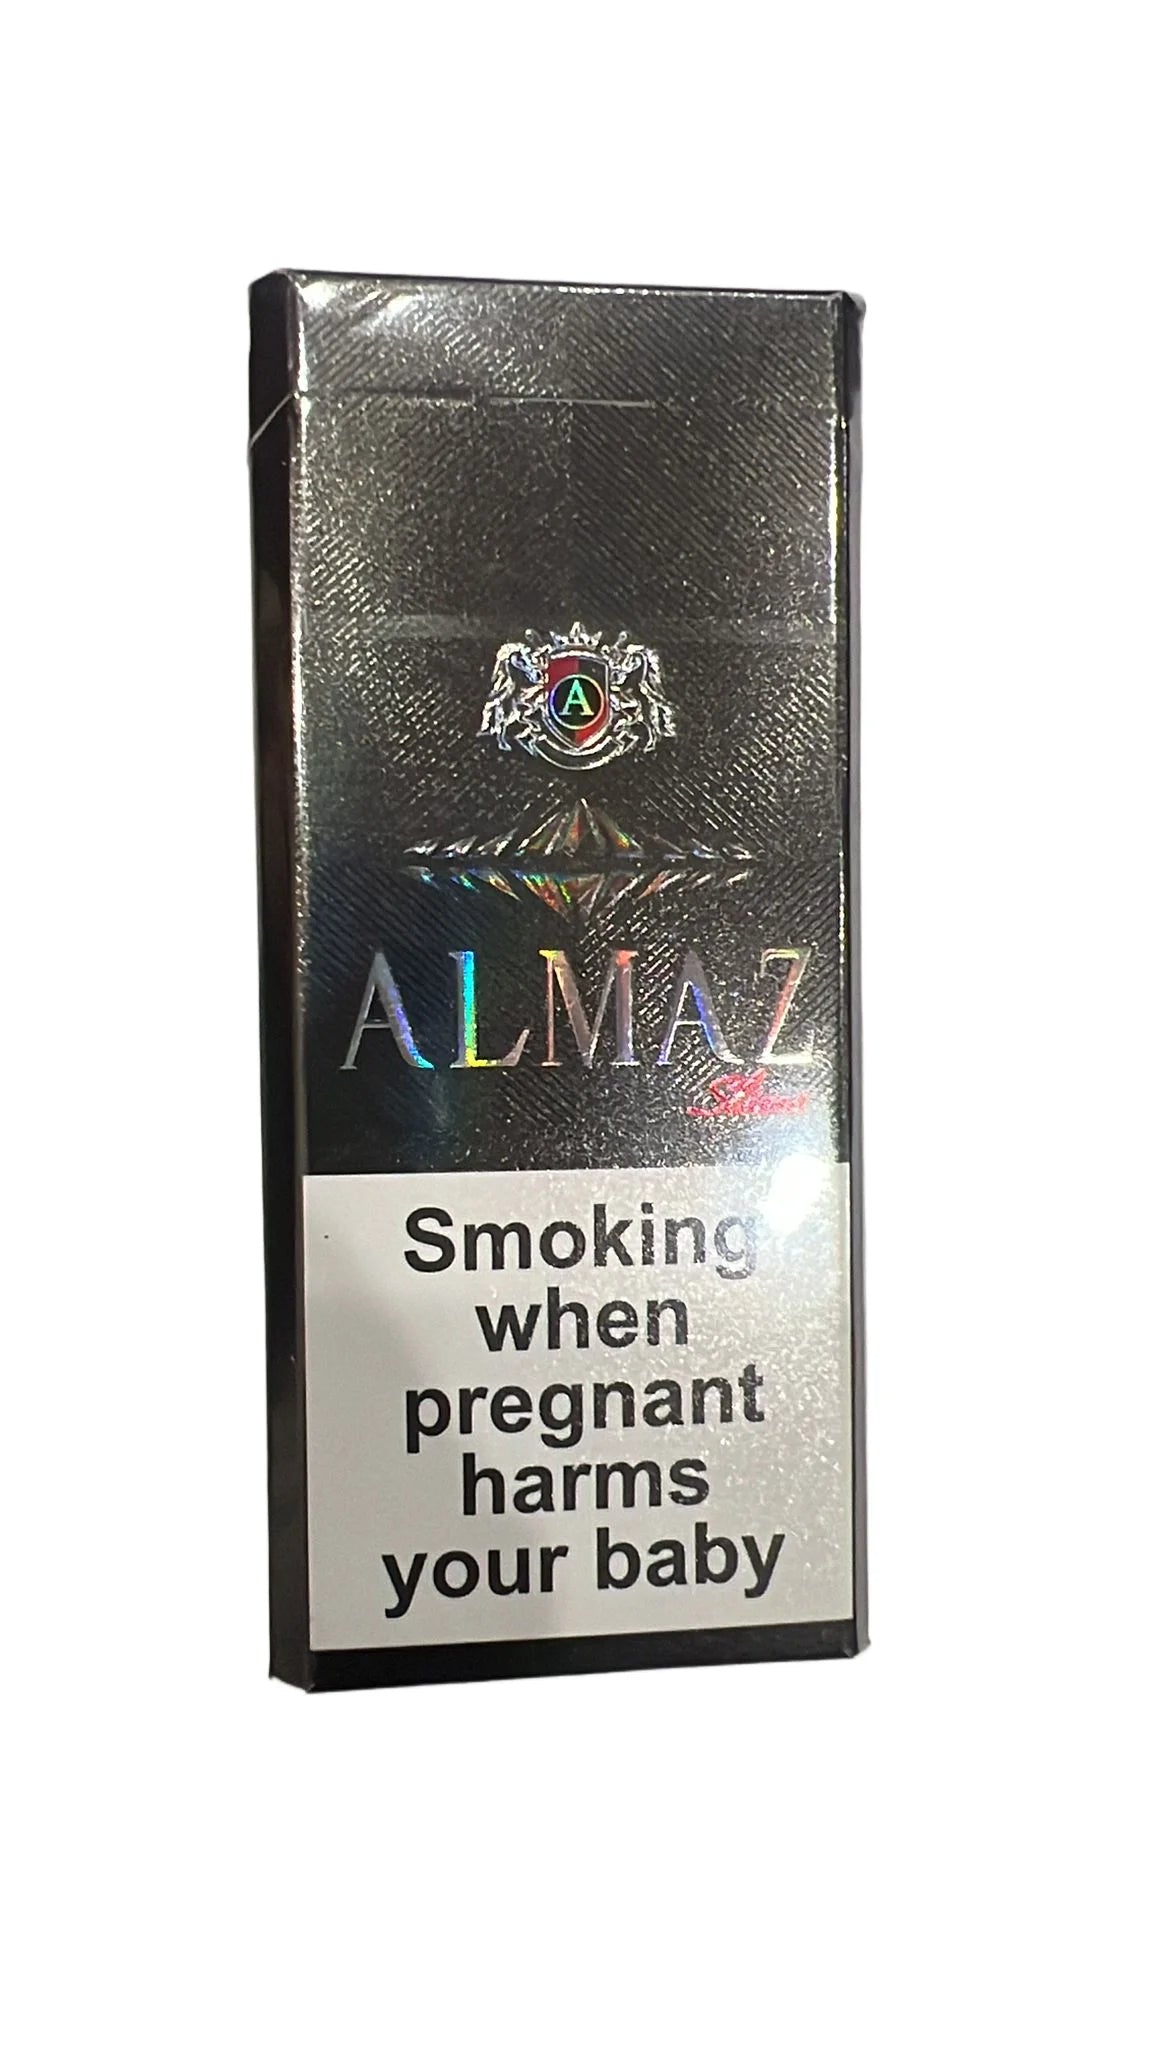 A
ALMAZ
Smoking
when
pregnant
harms
your baby